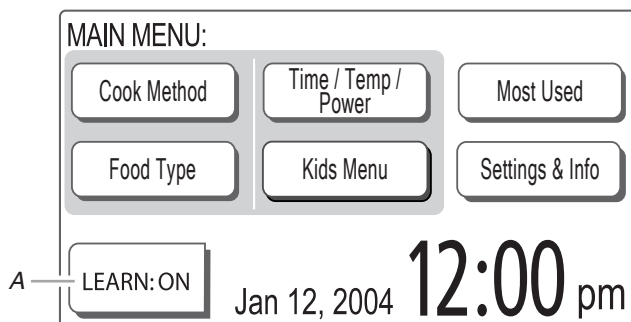 MAIN MENU:
Cook Method
Time / Temp /
Power
Most Used
Food Type
Kids Menu
Settings & Info
A
LEARN: ON
Jan 12, 2004 12:00 pm